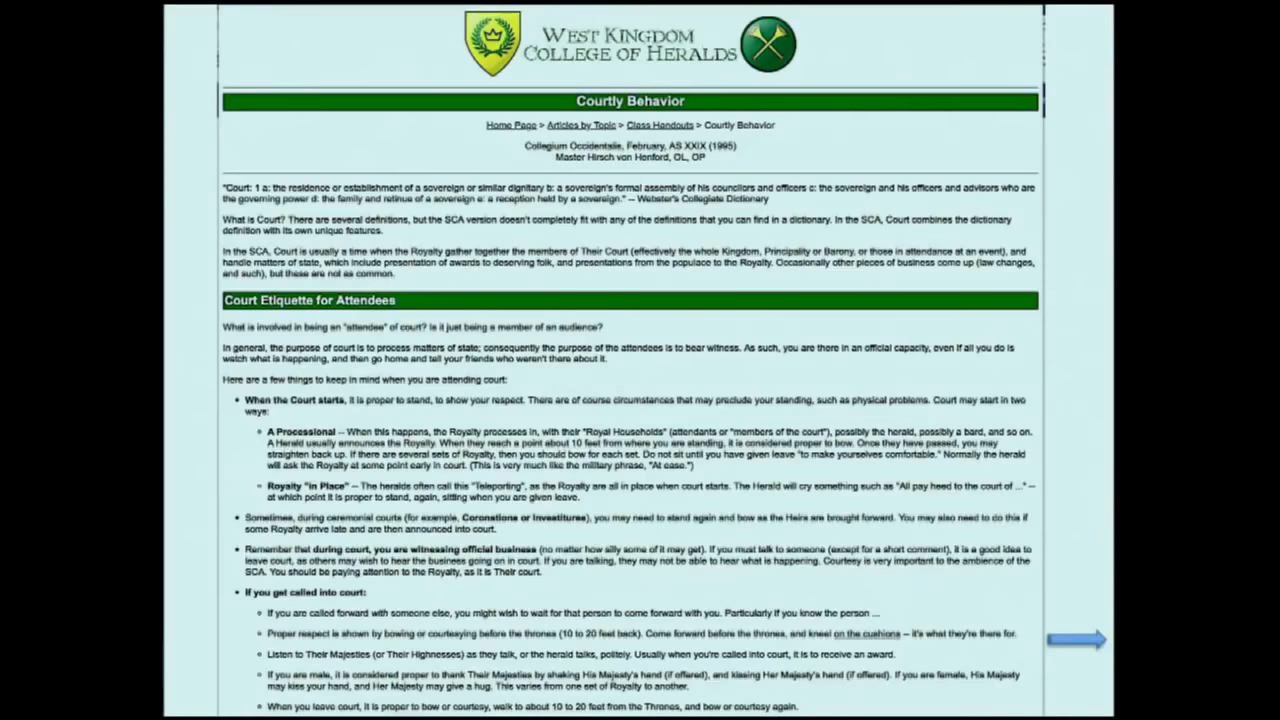 WEST KINGDOM
COLLEGE OF HERALDS
Courtly Behavior
Home Page > Articles by Topic > Class Handouts > Courtly Behavior
Collegium Occidentalis, February, AS XXIX (1995)
Master Hirsch von Henford, OL, OP
"Court: 1 a: the residence or establishment of a sovereign or similar dignitary b: a sovereign's formal assembly of his councilors and officers c: the sovereign and his officers and advisors who are
the governing power d: the family and retinue of a sovereign e: a reception held by a sovereign." -- Webster's Collegiate Dictionary
What is Court? There are several definitions, but the SCA version doesn't completely fit with any of the definitions that you can find in a dictionary. In the SCA, Court combines the dictionary
definition with its own unique features.
In the SCA, Court is usually a time when the Royalty gather together the members of Their Court (effectively the whole Kingdom, Principality or Barony, or those in attendance at an event), and
handle matters of state, which include presentation of awards to deserving folk, and presentations from the populace to the Royalty. Occasionally other pieces of business come up (law changes,
and such), but these are not as common.
Court Etiquette for Attendees
What is involved in being an "attendee" of court? Is it just being a member of an audience?
In general, the purpose of court is to process matters of state; consequently the purpose of the attendees is to bear witness. As such, you are there in an official capacity, even if all you do is
watch what is happening, and then go home and tell your friends who weren't there about it.
Here are a few things to keep in mind when you are attending court:
• When the Court starts, it is proper to stand, to show your respect. There are of course circumstances that may preclude your standing, such as physical problems. Court may start in two
ways:
○ A Processional -- When this happens, the Royalty processes in, with their "Royal Households" (attendants or "members of the court"), possibly the herald, possibly a bard, and so on.
A Herald usually announces the Royalty. When they reach a point about 10 feet from where you are standing, it is considered proper to bow. Once they have passed, you may
straighten back up. If there are several sets of Royalty, then you should bow for each set. Do not sit until you have been given leave "to make yourselves comfortable." Normally the herald
will ask the Royalty at some point early in court. (This is very much like the military phrase, "At ease.")
○ Royalty "in Place" -- The heralds often call this "Teleporting", as the Royalty are all in place when court starts. The Herald will cry something such as "All pay heed to the court of ..." --
at which point it is proper to stand, again, sitting when you are given leave.
• Sometimes, during ceremonial courts (for example, Coronations or Investitures), you may need to stand again and bow as the Heirs are brought forward. You may also need to do this if
some Royalty arrive late and are then announced into court.
• Remember that during court, you are witnessing official business (no matter how silly some of it may get). If you must talk to someone (except for a short comment), it is a good idea to
leave court, as others may wish to hear the business going on in court. If you are talking, they may not be able to hear what is happening. Courtesy is very important to the ambience of the
SCA. You should be paying attention to the Royalty, as it is Their court.
• If you get called into court:
○ If you are called forward with someone else, you might wish to wait for that person to come forward with you. Particularly if you know the person ...
○ Proper respect is shown by bowing or courtesying before the thrones (10 to 20 feet back). Come forward before the thrones, and kneel on the cushions -- it's what they're there for.
○ Listen to Their Majesties (or Their Highnesses) as they talk, or the herald talks, politely. Usually when you're called into court, it is to receive an award.
○ If you are male, it is considered proper to thank Their Majesties by shaking His Majesty's hand (if offered), and kissing Her Majesty's hand (if offered). If you are female, His Majesty
may kiss your hand, and Her Majesty may give a hug. This varies from one set of Royalty to another.
○ When you leave court, it is proper to bow or courtesy, walk to about 10 to 20 feet from the Thrones, and bow or courtesy again.